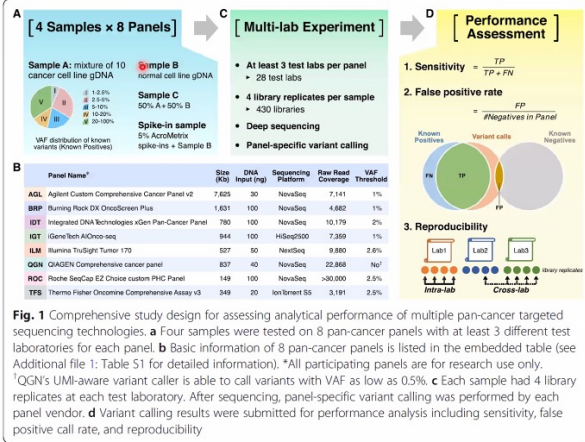 A
[ 4 Samples × 8 Panels ]
Sample A: mixture of 10
cancer cell line gDNA
I
II
III
IV
V
1-2.5%
2.5-5%
5-10%
10-20%
20-100%
VAF distribution of known
variants (Known Positives)
Sample B
normal cell line gDNA
Sample C
50% A+ 50% B
Spike-in sample
5% AcroMetrix
spike-ins + Sample B
C
[ Multi-lab Experiment ]
• At least 3 test labs per panel
▸ 28 test labs
• 4 library replicates per sample
▸ 430 libraries
• Deep sequencing
• Panel-specific variant calling
D
[ Performance
Assessment ]
1. Sensitivity = TP / TP + FN
2. False positive rate
= FP / #Negatives in Panel
Known
Positives
Variant calls
Known
Negatives
FN
TP
FP
3. Reproducibility
Lab1
Lab2
Lab3
library replicates
Intra-lab
Cross-lab
B
Panel Name* Size (Kb) DNA Input (ng) Sequencing Platform Raw Read Coverage VAF Threshold
AGL Agilent Custom Comprehensive Cancer Panel v2 7,625 30 NovaSeq 7,141 1%
BRP Burning Rock DX OncoScreen Plus 1,631 100 NovaSeq 4,682 1%
IDT Integrated DNA Technologies xGen Pan-Cancer Panel 780 100 NovaSeq 10,179 2%
IGT iGeneTech AIOnco-seq 944 100 HiSeq2500 7,359 1%
ILM Illumina TruSight Tumor 170 527 50 NextSeq 9,880 2.6%
QGN QIAGEN Comprehensive cancer panel 837 40 NovaSeq 22,868 No†
ROC Roche SeqCap EZ Choice custom PHC Panel 149 100 NovaSeq >30,000 2.5%
TFS Thermo Fisher Oncomine Comprehensive Assay v3 349 20 IonTorrent S5 3,191 2.5%
Fig. 1 Comprehensive study design for assessing analytical performance of multiple pan-cancer targeted
sequencing technologies. a Four samples were tested on 8 pan-cancer panels with at least 3 different test
laboratories for each panel. b Basic information of 8 pan-cancer panels is listed in the embedded table (see
Additional file 1: Table S1 for detailed information). *All participating panels are for research use only.
†QGN's UMI-aware variant caller is able to call variants with VAF as low as 0.5%. c Each sample had 4 library
replicates at each test laboratory. After sequencing, panel-specific variant calling was performed by each
panel vendor. d Variant calling results were submitted for performance analysis including sensitivity, false
positive call rate, and reproducibility